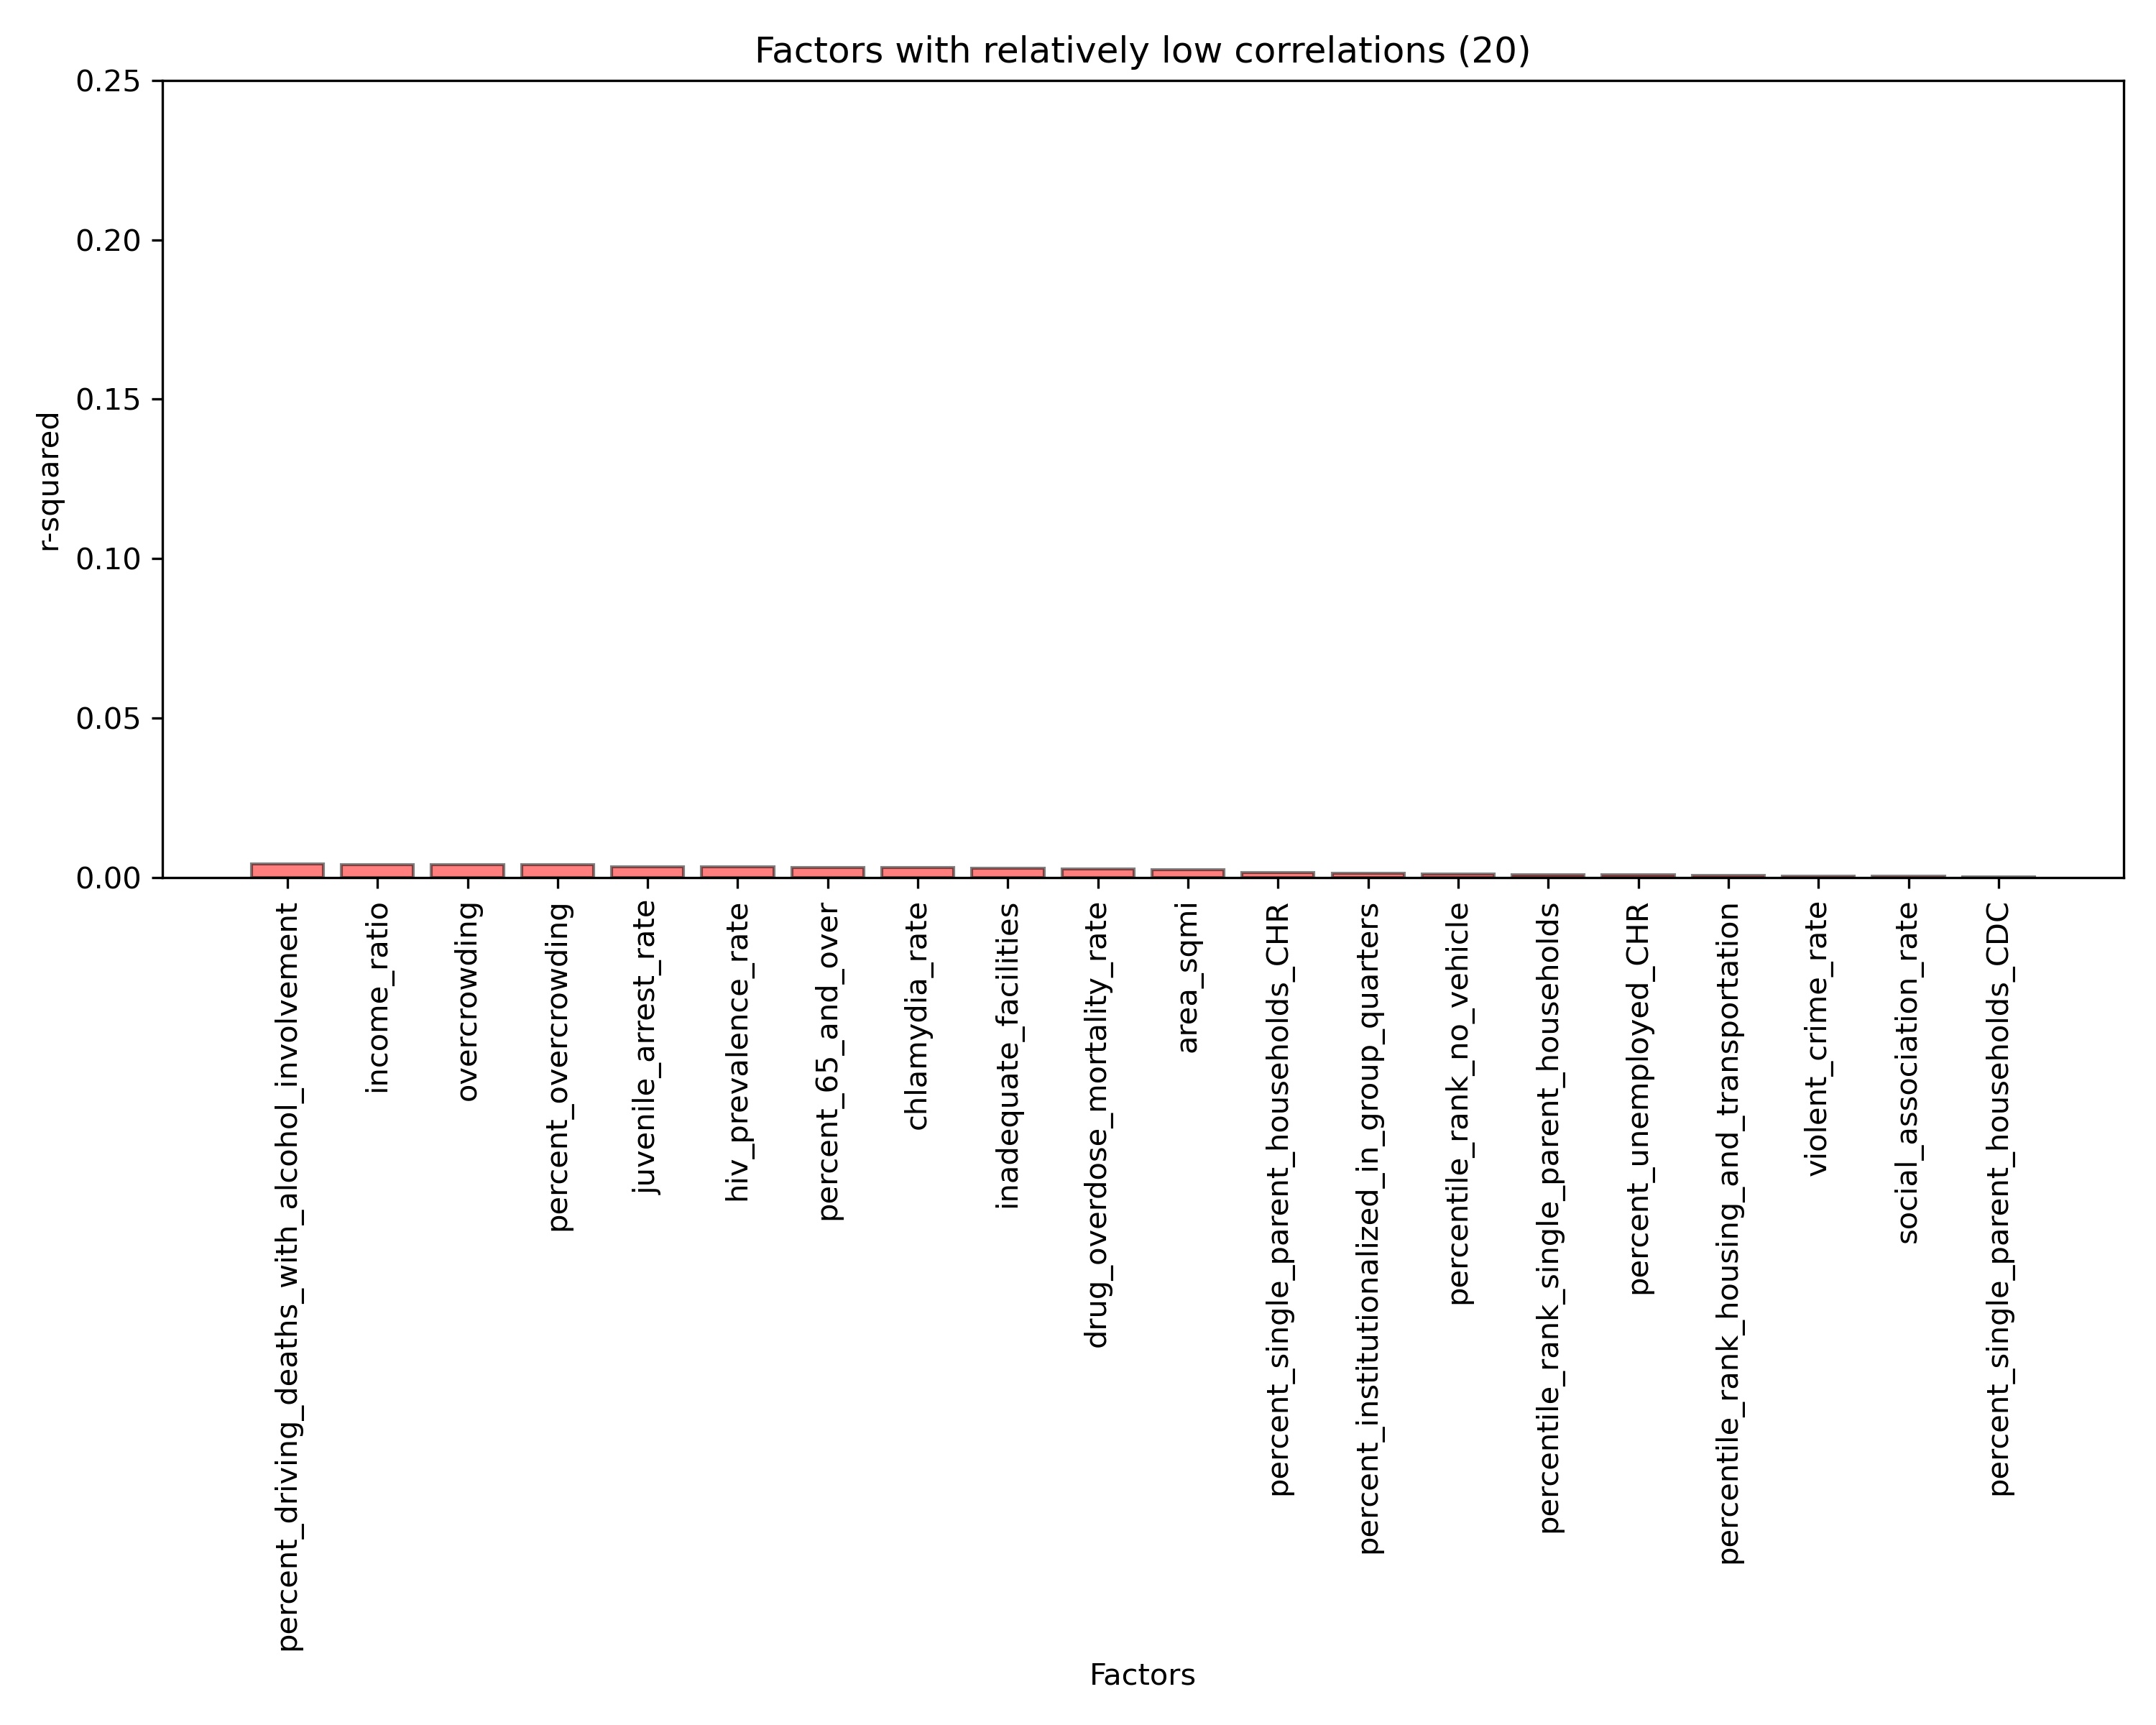 Factors with relatively low correlations (20)
0.25
0.20
0.15
0.10
0.05
0.00
r-squared
percent_driving_deaths_with_alcohol_involvement
income_ratio
overcrowding
percent_overcrowding
juvenile_arrest_rate
hiv_prevalence_rate
percent_65_and_over
chlamydia_rate
inadequate_facilities
drug_overdose_mortality_rate
area_sqmi
percent_single_parent_households_CHR
percent_institutionalized_in_group_quarters
percentile_rank_no_vehicle
percentile_rank_single_parent_households
percent_unemployed_CHR
percentile_rank_housing_and_transportation
violent_crime_rate
social_association_rate
percent_single_parent_households_CDC
Factors